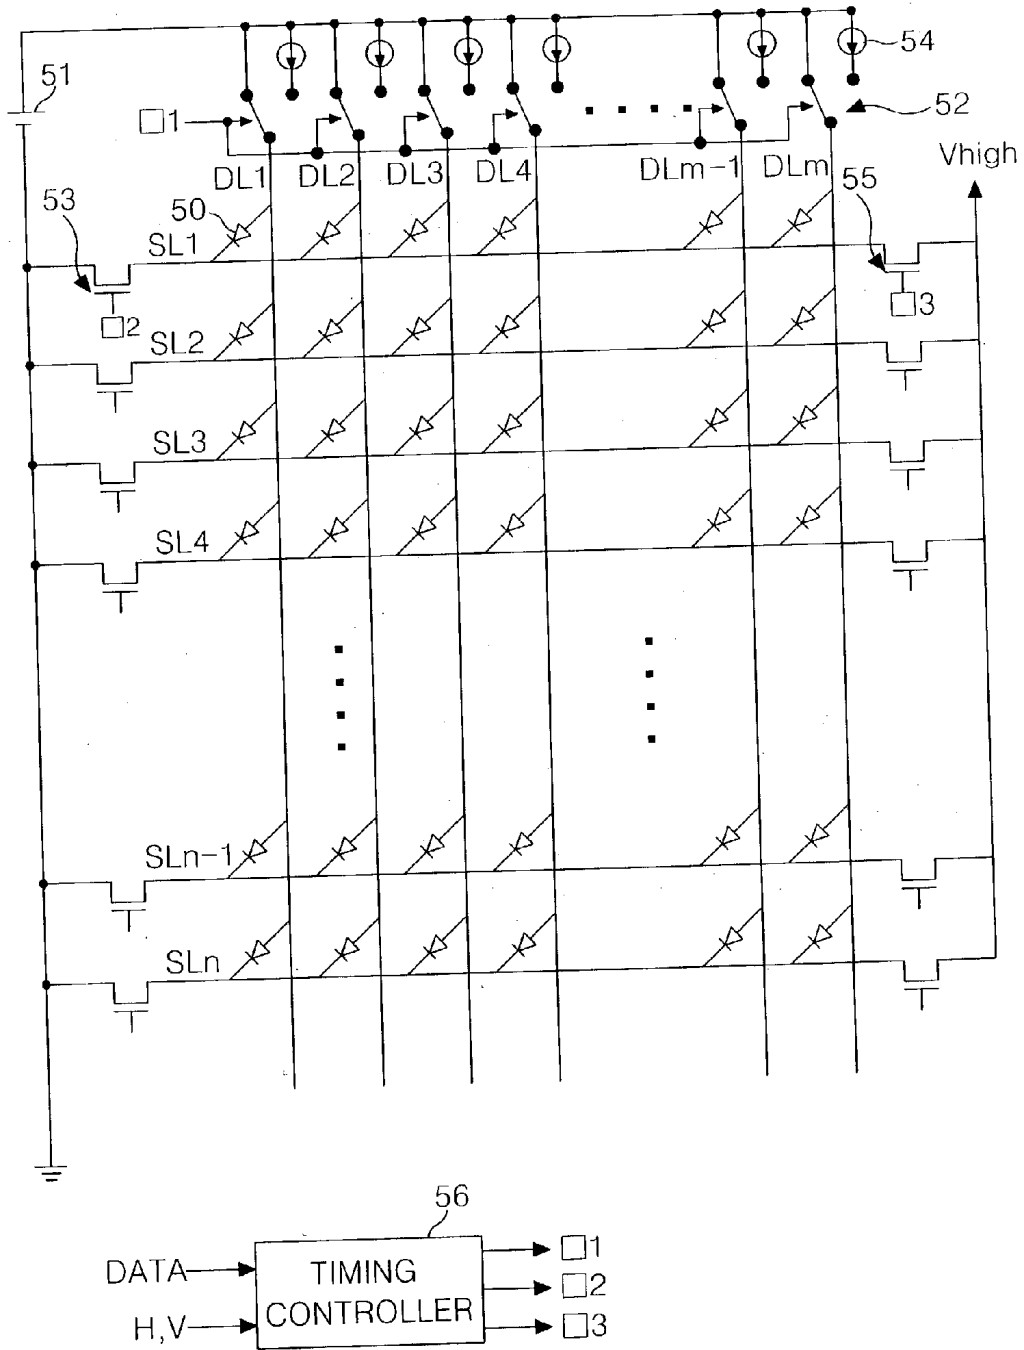 54
51
□1
52
DL1 DL2 DL3 DL4 DLm-1 DLm
Vhigh
53
50
55
SL1
□2
□3
SL2
SL3
SL4
SLn-1
SLn
56
DATA
H,V
TIMING
CONTROLLER
□1
□2
□3